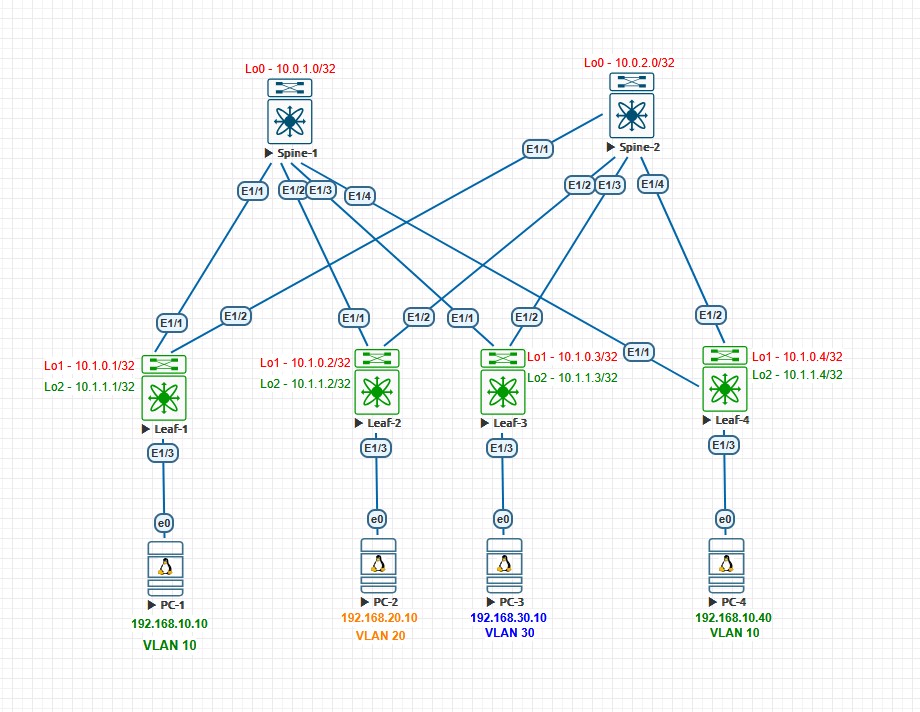 Lo0 - 10.0.1.0/32
Lo0 - 10.0.2.0/32
Spine-1
Spine-2
E1/1
E1/1
E1/2
E1/3
E1/4
E1/2
E1/3
E1/4
E1/1
E1/2
E1/1
E1/2
E1/1
E1/2
E1/1
E1/2
Lo1 - 10.1.0.1/32
Lo2 - 10.1.1.1/32
Lo1 - 10.1.0.2/32
Lo2 - 10.1.1.2/32
Lo1 - 10.1.0.3/32
Lo2 - 10.1.1.3/32
Lo1 - 10.1.0.4/32
Lo2 - 10.1.1.4/32
Leaf-1
Leaf-2
Leaf-3
Leaf-4
E1/3
E1/3
E1/3
E1/3
e0
e0
e0
e0
PC-1
PC-2
PC-3
PC-4
192.168.10.10
VLAN 10
192.168.20.10
VLAN 20
192.168.30.10
VLAN 30
192.168.10.40
VLAN 10